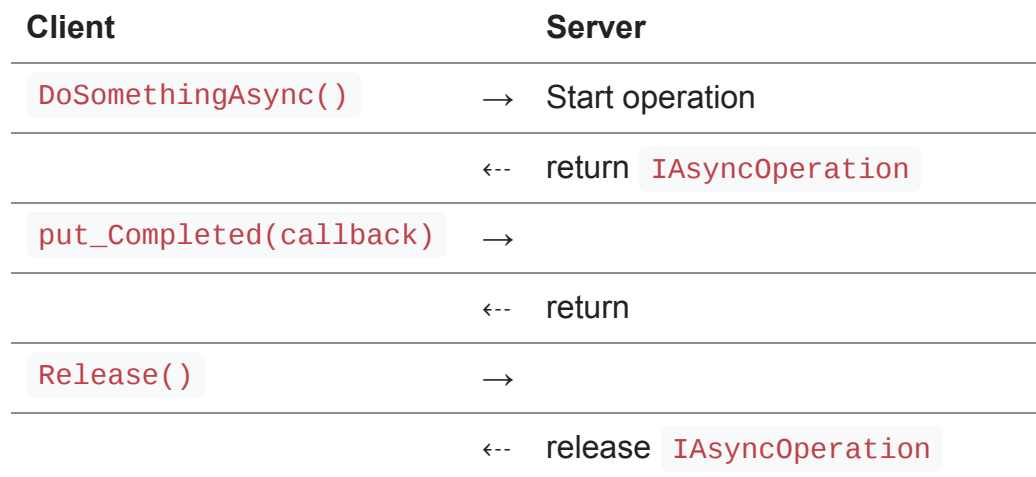 Client Server
DoSomethingAsync() → Start operation
⇠ return IAsyncOperation
put_Completed(callback) →
⇠ return
Release() →
⇠ release IAsyncOperation